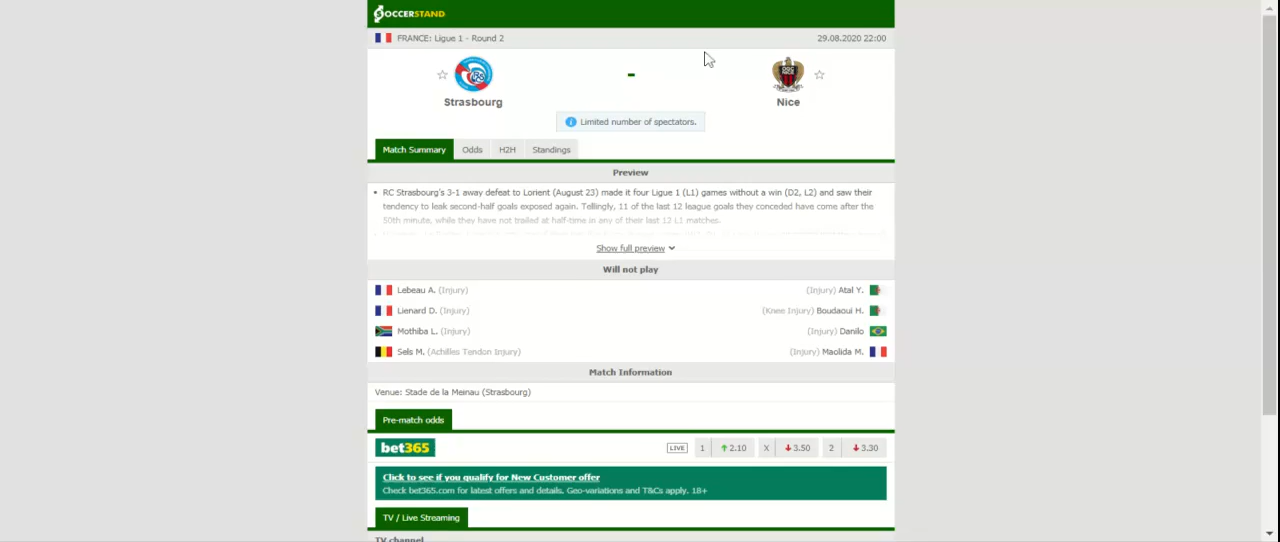 SOCCERSTAND
FRANCE: Ligue 1 - Round 2 29.08.2020 22:00
Strasbourg - Nice
Limited number of spectators.
Match Summary Odds H2H Standings
Preview
RC Strasbourg's 3-1 away defeat to Lorient (August 23) made it four Ligue 1 (L1) games without a win (D2, L2) and saw their
tendency to leak second-half goals exposed again. Tellingly, 11 of the last 12 league goals they conceded have come after the
50th minute, while they have not trailed at half-time in any of their last 12 L1 matches.
Show full preview
Will not play
Lebeau A. (Injury) (Injury) Atal Y.
Lienard D. (Injury) (Knee Injury) Boudaoui H.
Mothiba L. (Injury) (Injury) Danilo
Sels M. (Achilles Tendon Injury) (Injury) Maolida M.
Match Information
Venue: Stade de la Meinau (Strasbourg)
Pre-match odds
bet365 LIVE 1 2.10 X 3.50 2 3.30
Click to see if you qualify for New Customer offer
Check bet365.com for latest offers and details. Geo-variations and T&Cs apply. 18+
TV / Live Streaming
TV channel